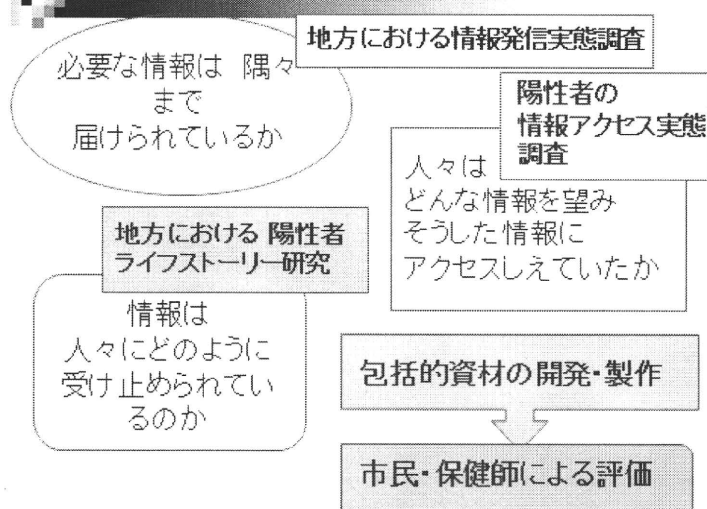 地方における情報発信実態調査
必要な情報は 隅々
まで
届けられているか
陽性者の
情報アクセス実態
調査
人々は
どんな情報を望み
そうした情報に
アクセスしえていたか
地方における 陽性者
ライフストーリー研究
情報は
人々にどのように
受け止められてい
るのか
包括的資材の開発・製作
市民・保健師による評価